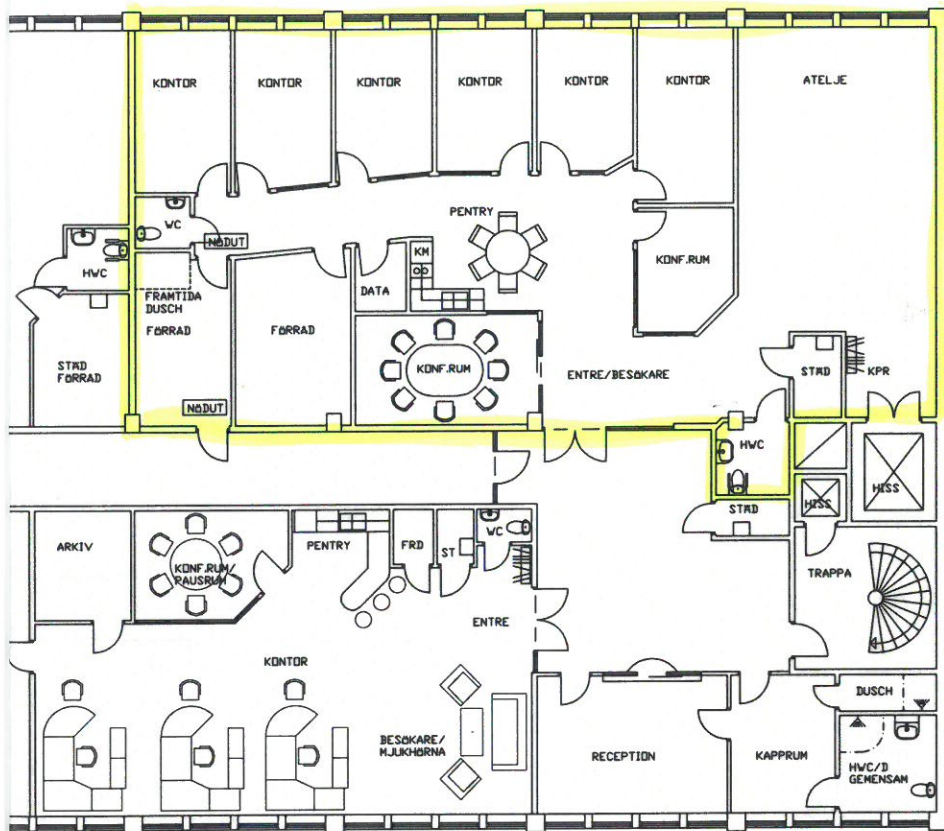 KONTOR
KONTOR
KONTOR
KONTOR
KONTOR
KONTOR
ATELJE
WC
NÖDUT
PENTRY
KM
KONF.RUM
HWC
FRAMTIDA
DUSCH
FÖRRAD
DATA
FÖRRAD
STÄD
FÖRRAD
KONF.RUM
ENTRE/BESÖKARE
STÄD
KPR
NÖDUT
HWC
HISS
HISS
STÄD
ARKIV
KONF.RUM/
PAUSRUM
PENTRY
FRD
ST
WC
TRAPPA
ENTRE
KONTOR
DUSCH
BESÖKARE/
MJUKHÖRNA
RECEPTION
KAPPRUM
HWC/D
GEMENSAM